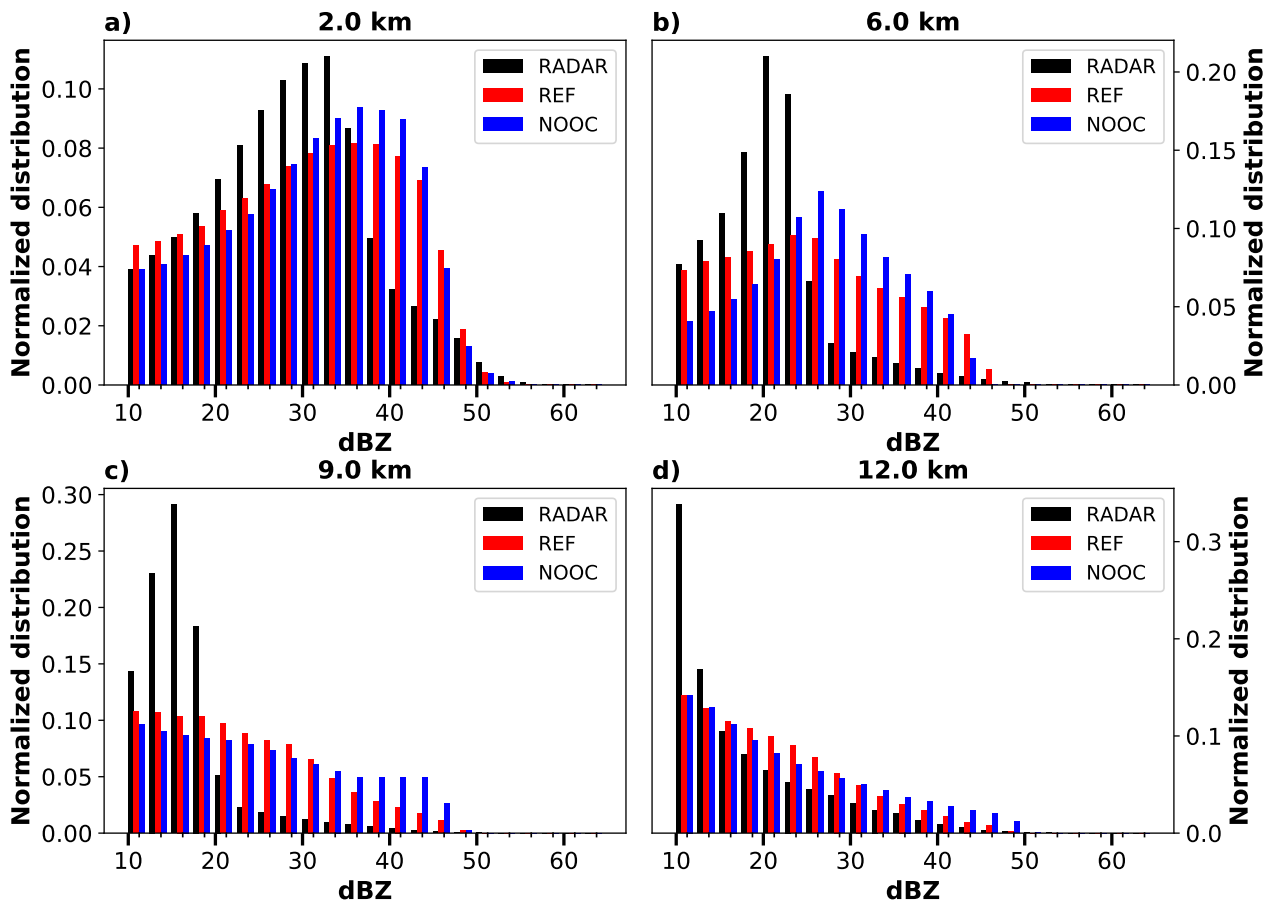 a) 2.0 km
Normalized distribution
0.10
0.08
0.06
0.04
0.02
0.00
RADAR
REF
NOOC
10 20 30 40 50 60
dBZ
b) 6.0 km
RADAR
REF
NOOC
0.20
0.15
0.10
0.05
0.00
Normalized distribution
10 20 30 40 50 60
dBZ
c) 9.0 km
Normalized distribution
0.30
0.25
0.20
0.15
0.10
0.05
0.00
RADAR
REF
NOOC
10 20 30 40 50 60
dBZ
d) 12.0 km
RADAR
REF
NOOC
0.3
0.2
0.1
0.0
Normalized distribution
10 20 30 40 50 60
dBZ